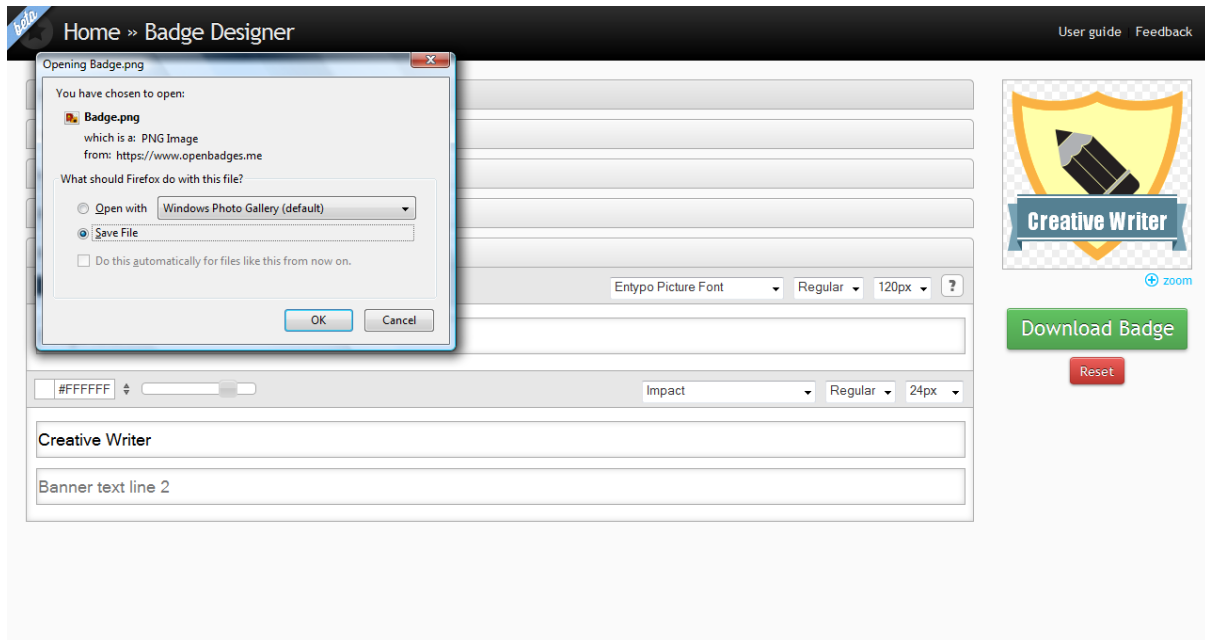 beta
Home » Badge Designer
User guide Feedback
Opening Badge.png
You have chosen to open:
Badge.png
which is a: PNG Image
from: https://www.openbadges.me
What should Firefox do with this file?
Open with Windows Photo Gallery (default)
Save File
Do this automatically for files like this from now on.
OK Cancel
Creative Writer
zoom
Download Badge
Reset
Entypo Picture Font Regular 120px ?
#FFFFFF Impact Regular 24px
Creative Writer
Banner text line 2